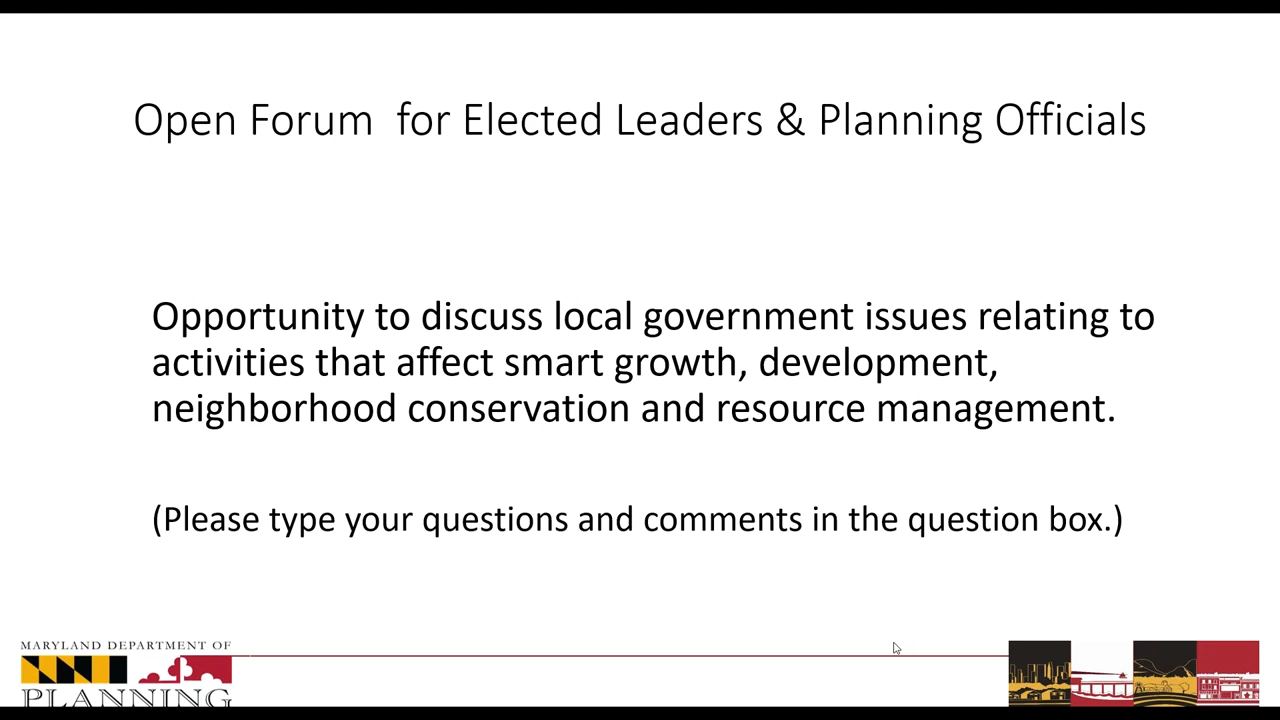 Open Forum  for Elected Leaders & Planning Officials
Opportunity to discuss local government issues relating to
activities that affect smart growth, development,
neighborhood conservation and resource management.
(Please type your questions and comments in the question box.)
MARYLAND DEPARTMENT OF
PLANNING